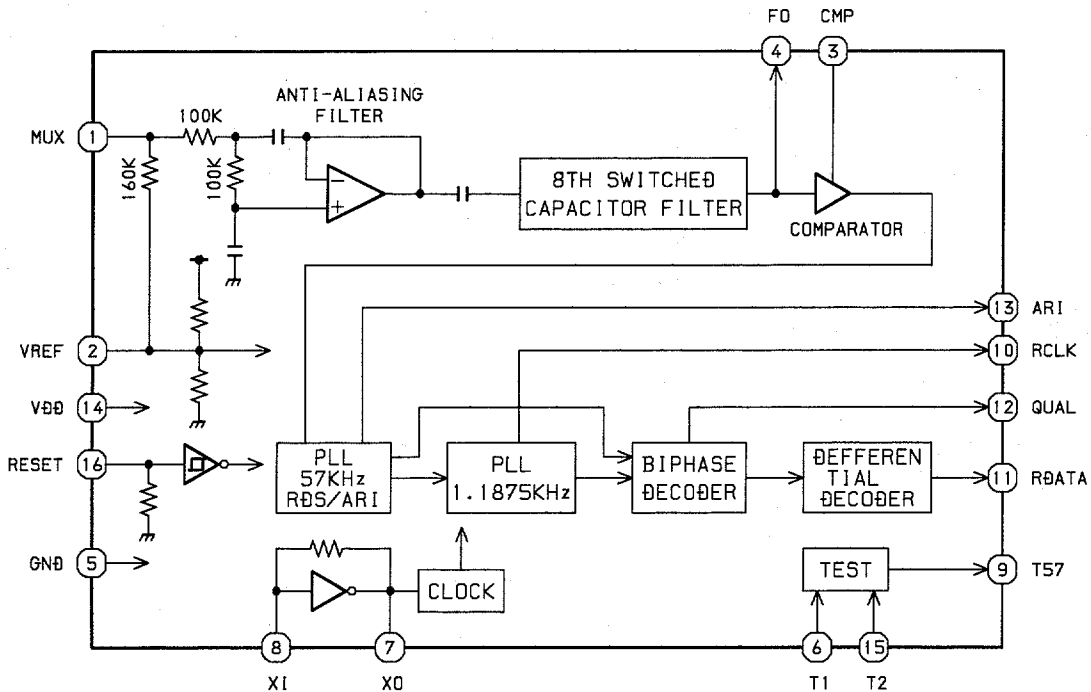 FO CMP
4 3
ANTI-ALIASING
FILTER
100K
MUX 1
160K
100K
−
+
8TH SWITCHED
CAPACITOR FILTER
COMPARATOR
13 ARI
VREF 2
10 RCLK
VDD 14
12 QUAL
RESET 16
PLL
57KHz
RDS/ARI
PLL
1.1875KHz
BIPHASE
DECODER
DEFFEREN
TIAL
DECODER
11 RDATA
GND 5
CLOCK
TEST
9 T57
8 7 6 15
XI XO T1 T2